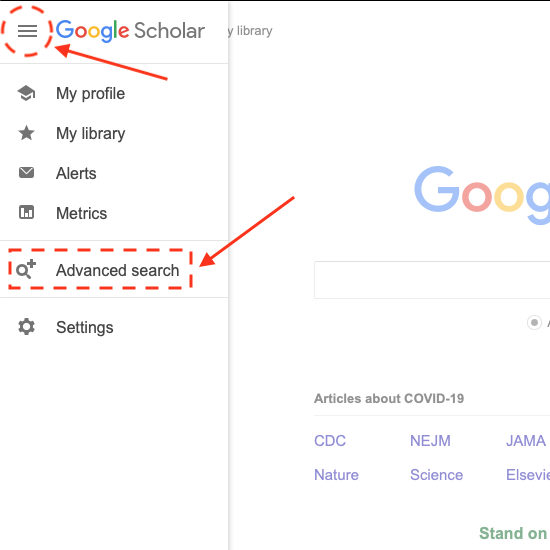 Google Scholar
y library
My profile
My library
Alerts
Metrics
Advanced search
Settings
Goog
Articles about COVID-19
CDC NEJM JAMA
Nature Science Elsevie
Stand on